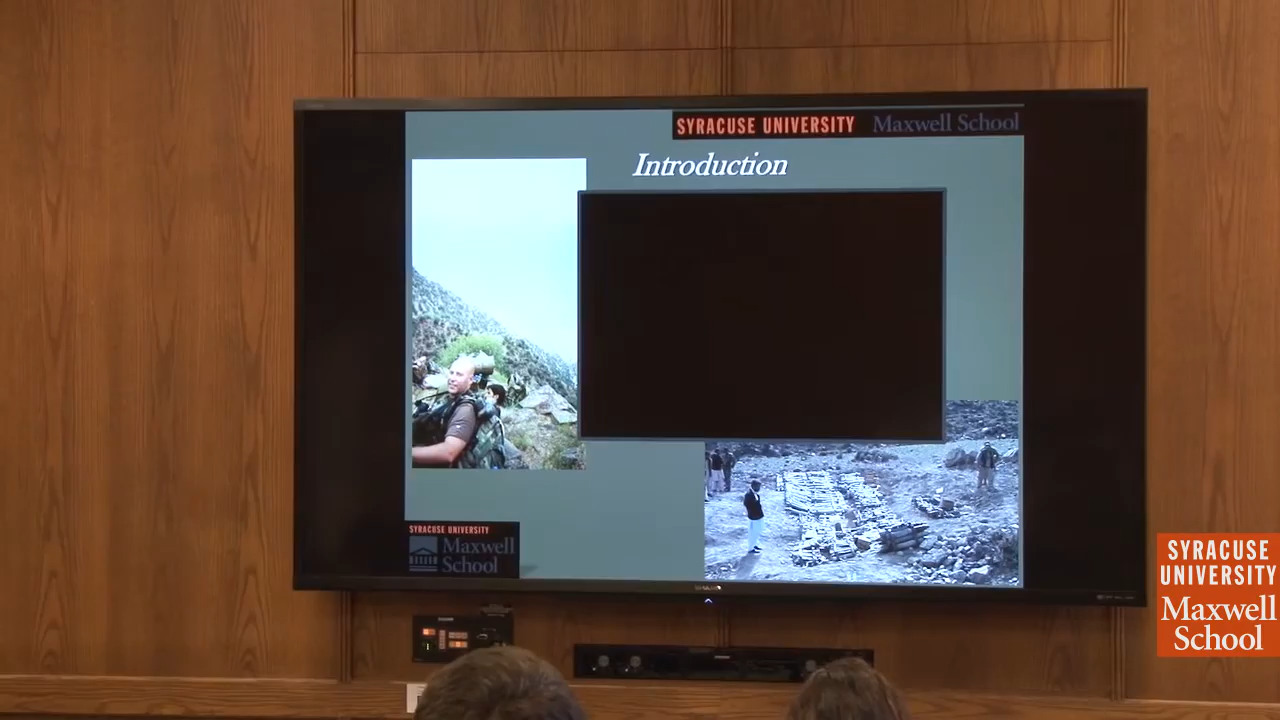 SYRACUSE UNIVERSITY Maxwell School
Introduction
SYRACUSE UNIVERSITY
Maxwell
School
SYRACUSE
UNIVERSITY
Maxwell
School